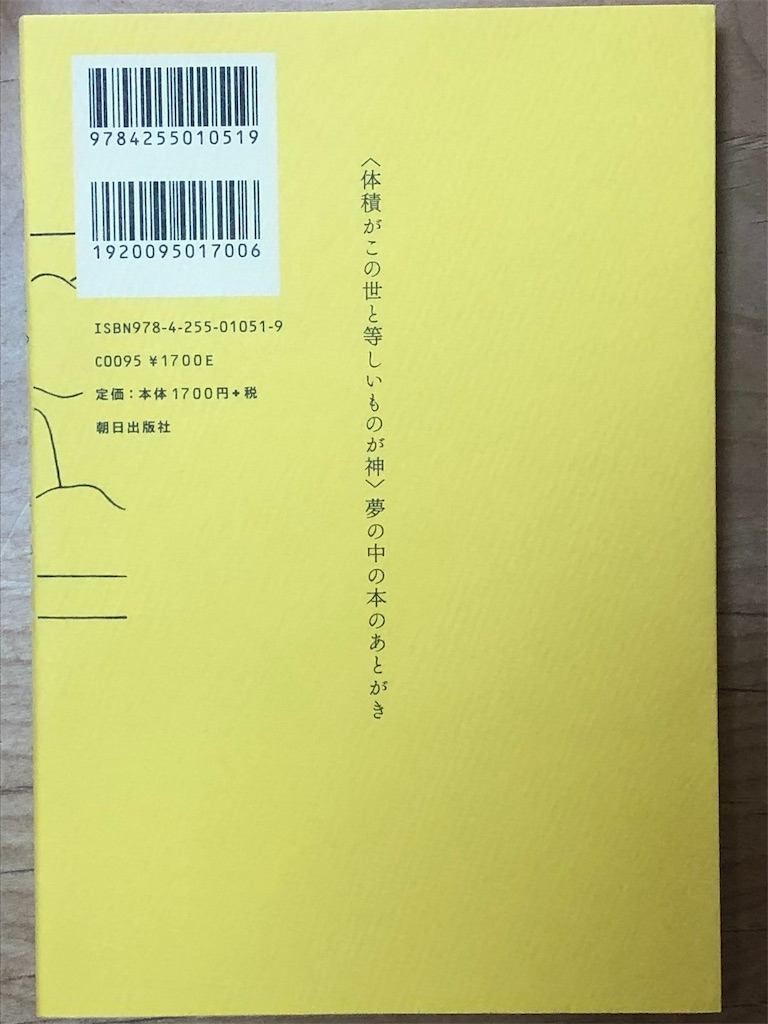 9784255010519
1920095017006
ISBN978-4-255-01051-9
C0095 ¥1700E
定価：本体1700円+税
朝日出版社
〈体積がこの世と等しいものが神〉夢の中の本のあとがき